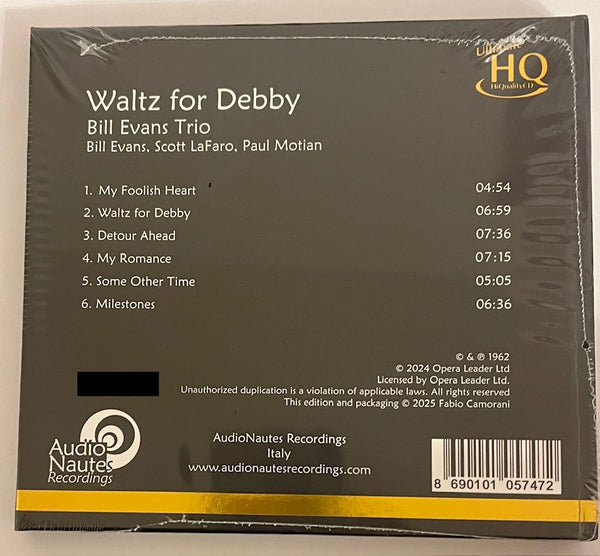 Ultimate
HQ
HiQualityCD
Waltz for Debby
Bill Evans Trio
Bill Evans, Scott LaFaro, Paul Motian
1. My Foolish Heart 04:54
2. Waltz for Debby 06:59
3. Detour Ahead 07:36
4. My Romance 07:15
5. Some Other Time 05:05
6. Milestones 06:36
© & ℗ 1962
© 2024 Opera Leader Ltd
Licensed by Opera Leader Ltd.
Unauthorized duplication is a violation of applicable laws. All rights reserved
This edition and packaging © 2025 Fabio Camorani
Audio
Nautes
Recordings
AudioNautes Recordings
Italy
www.audionautesrecordings.com
8 690101 057472